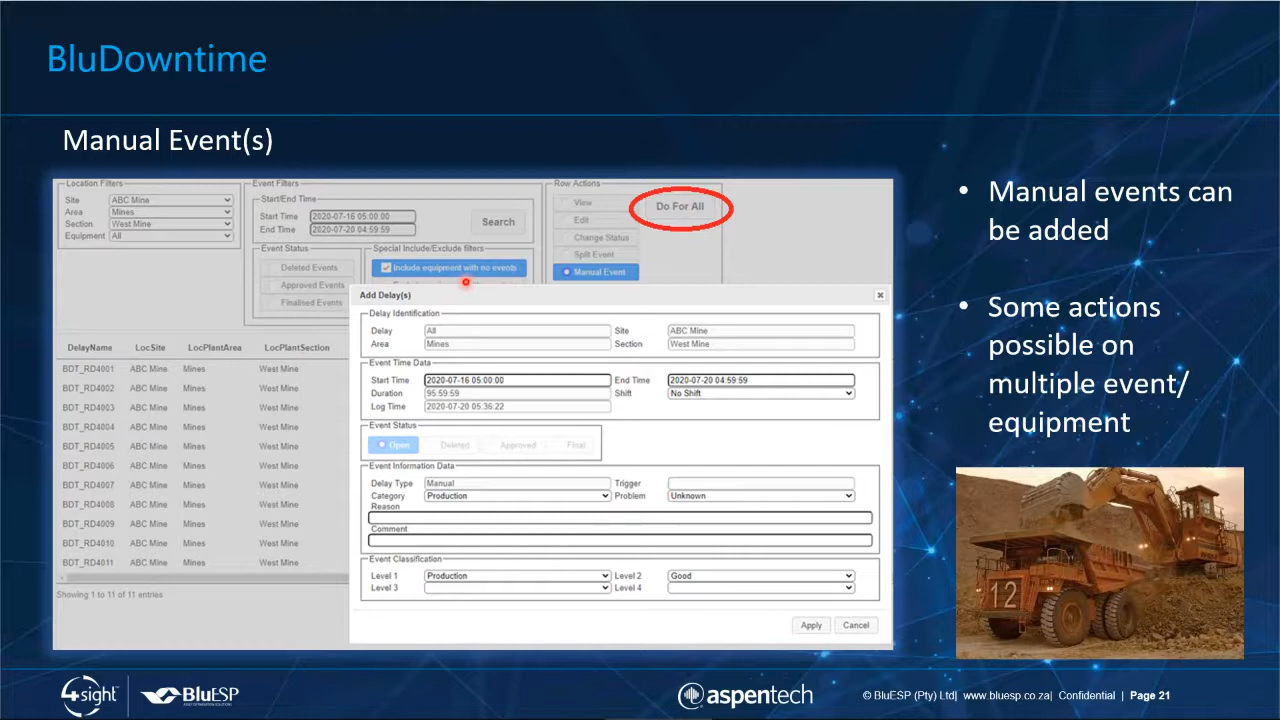 BluDowntime
Manual Event(s)
Location Filters
Site ABC Mine
Area Mines
Section West Mine
Equipment All
Event Filters
Start/End Time
Start Time 2020-07-16 05:00:00
End Time 2020-07-20 04:59:59
Search
Event Status
Deleted Events
Approved Events
Finalised Events
Special Include/Exclude filters
Include equipment with no events
Row Actions
View
Edit
Change Status
Split Event
Manual Event
Do For All
DelayName LocSite LocPlantArea LocPlantSection
BDT_RD4001 ABC Mine Mines West Mine
BDT_RD4002 ABC Mine Mines West Mine
BDT_RD4003 ABC Mine Mines West Mine
BDT_RD4004 ABC Mine Mines West Mine
BDT_RD4005 ABC Mine Mines West Mine
BDT_RD4006 ABC Mine Mines West Mine
BDT_RD4007 ABC Mine Mines West Mine
BDT_RD4008 ABC Mine Mines West Mine
BDT_RD4009 ABC Mine Mines West Mine
BDT_RD4010 ABC Mine Mines West Mine
BDT_RD4011 ABC Mine Mines West Mine
Showing 1 to 11 of 11 entries
Add Delay(s)
Delay Identification
Delay All Site ABC Mine
Area Mines Section West Mine
Event Time Data
Start Time 2020-07-16 05:00:00 End Time 2020-07-20 04:59:59
Duration 95:59:59 Shift No Shift
Log Time 2020-07-20 05:36:22
Event Status
Open Deleted Approved Final
Event Information Data
Delay Type Manual Trigger
Category Production Problem Unknown
Reason
Comment
Event Classification
Level 1 Production Level 2 Good
Level 3 Level 4
Apply Cancel
• Manual events can
be added
• Some actions
possible on
multiple event/
equipment
12
4sight
BluESP
aspentech
© BluESP (Pty) Ltd| www.bluesp.co.za| Confidential | Page 21